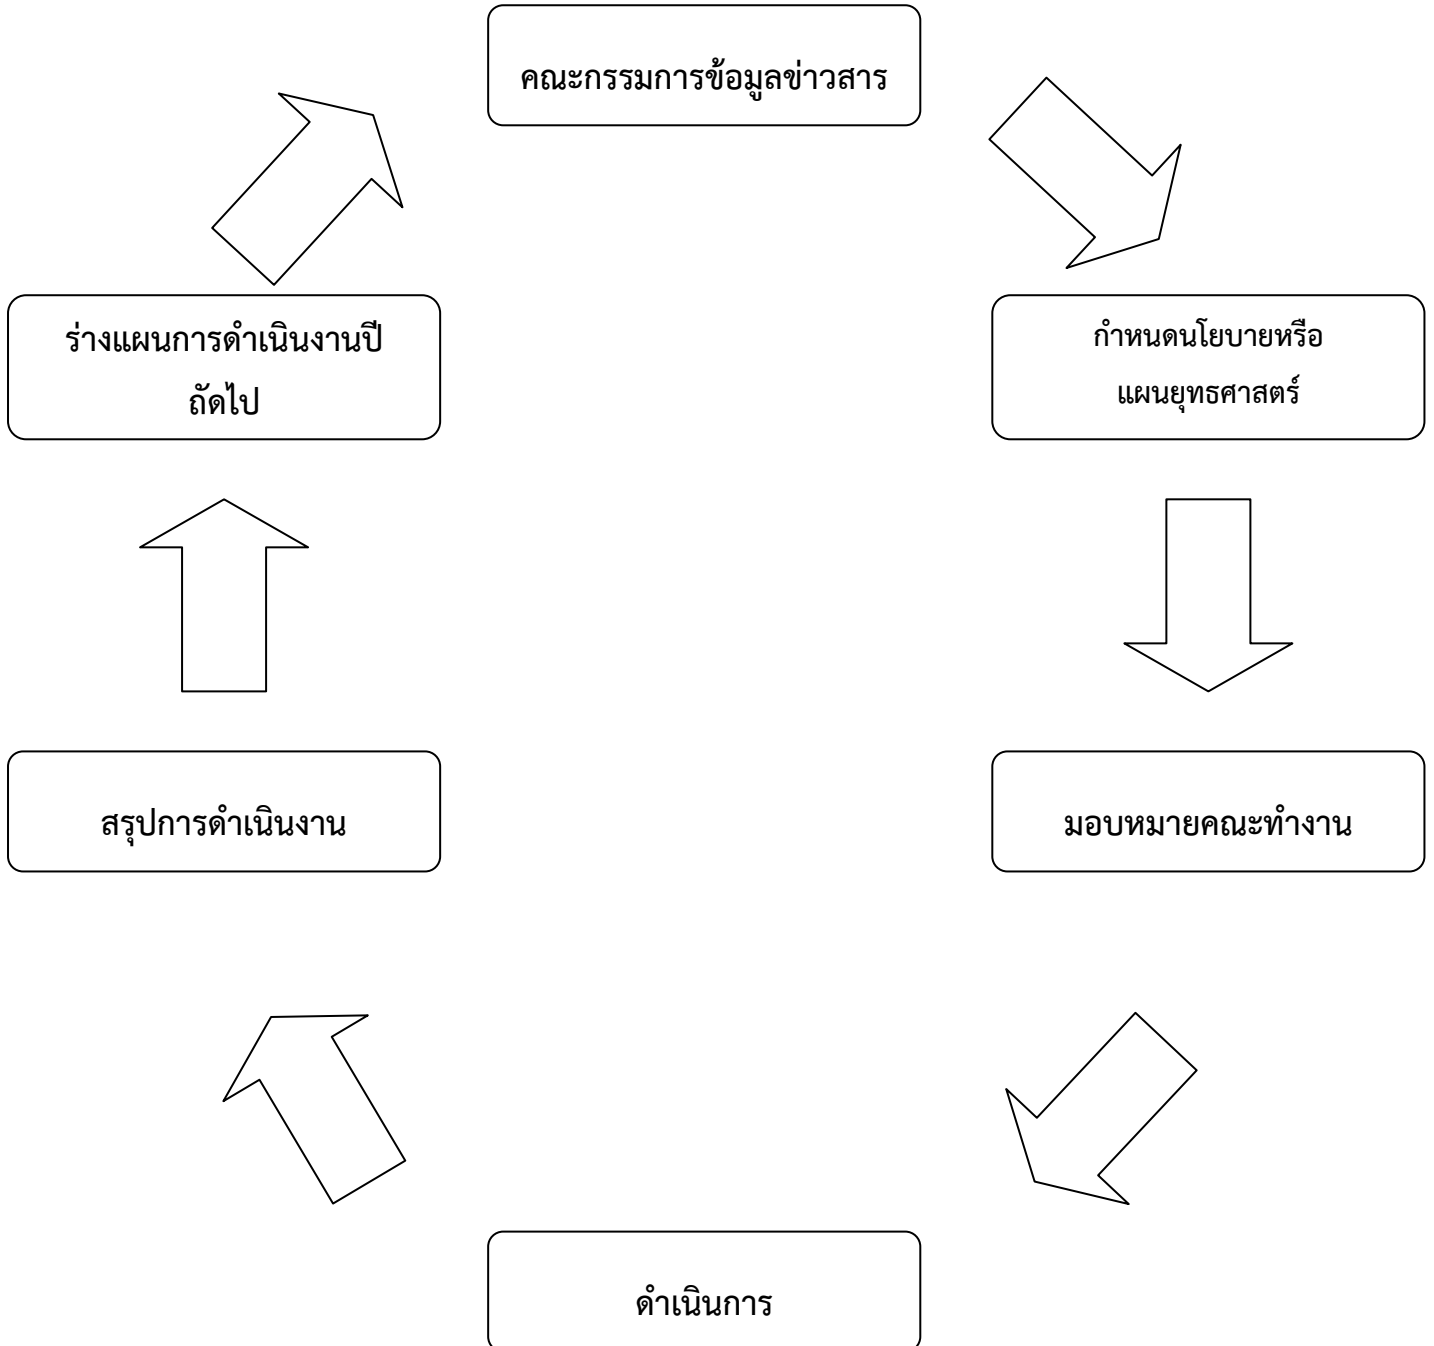 คณะกรรมการข้อมูลข่าวสาร
ร่างแผนการดำเนินงานปี
ถัดไป
กำหนดนโยบายหรือ
แผนยุทธศาสตร์
สรุปการดำเนินงาน
มอบหมายคณะทำงาน
ดำเนินการ